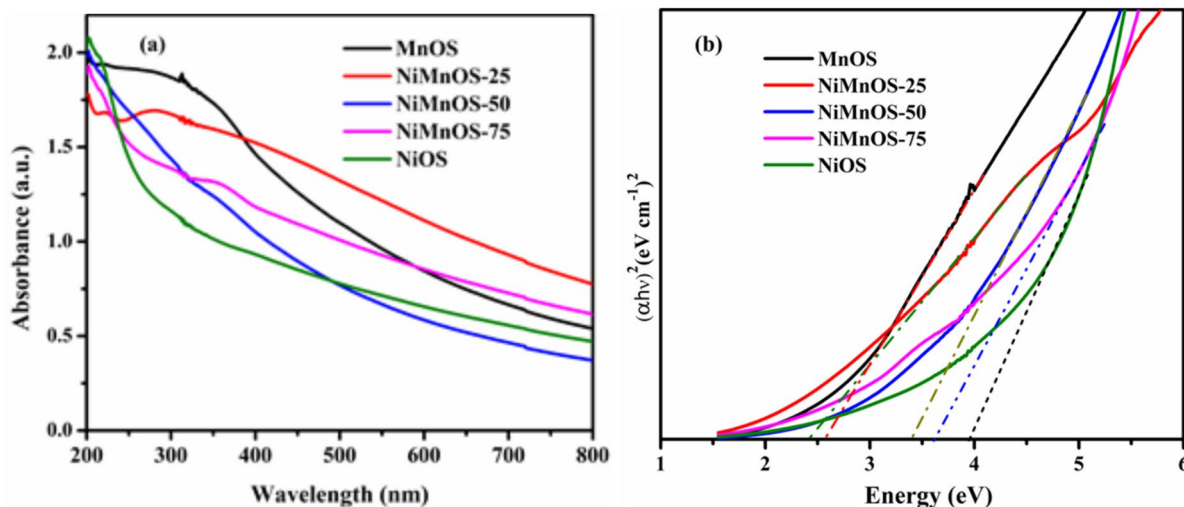 (a)
MnOS
NiMnOS-25
NiMnOS-50
NiMnOS-75
NiOS
Absorbance (a.u.)
2.0
1.5
1.0
0.5
0.0
200 300 400 500 600 700 800
Wavelength (nm)
(b)
MnOS
NiMnOS-25
NiMnOS-50
NiMnOS-75
NiOS
(αhν)²(eV cm⁻¹)²
1 2 3 4 5 6
Energy (eV)